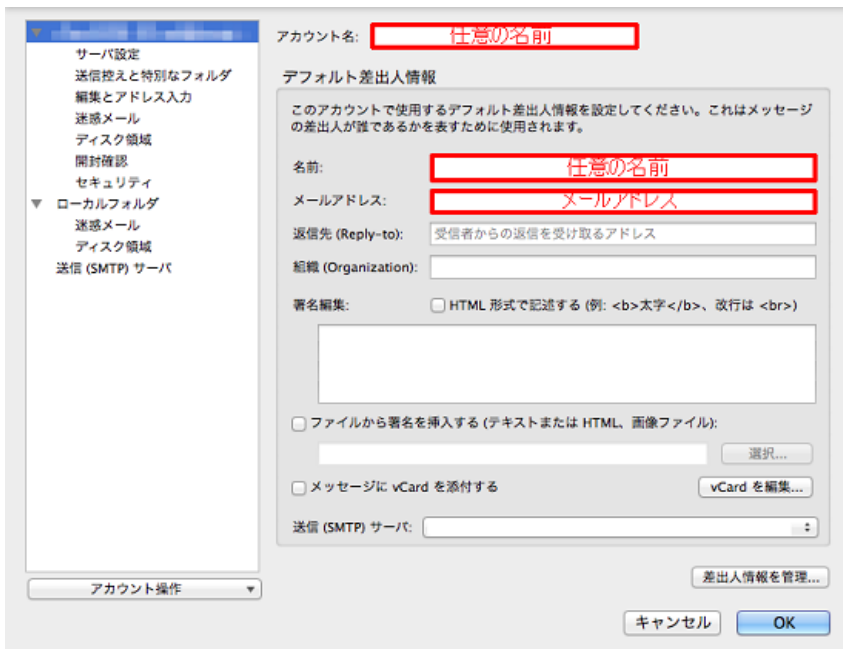 アカウント名: 任意の名前
サーバ設定
送信控えと特別なフォルダ
編集とアドレス入力
迷惑メール
ディスク領域
開封確認
セキュリティ
ローカルフォルダ
迷惑メール
ディスク領域
送信 (SMTP) サーバ
アカウント操作
デフォルト差出人情報
このアカウントで使用するデフォルト差出人情報を設定してください。これはメッセージ
の差出人が誰であるかを表すために使用されます。
名前: 任意の名前
メールアドレス: メールアドレス
返信先 (Reply-to): 受信者からの返信を受け取るアドレス
組織 (Organization):
署名編集: HTML 形式で記述する (例: <b>太字</b>、改行は <br>)
ファイルから署名を挿入する (テキストまたは HTML、画像ファイル):
選択...
メッセージに vCard を添付する vCard を編集...
送信 (SMTP) サーバ:
差出人情報を管理...
キャンセル OK